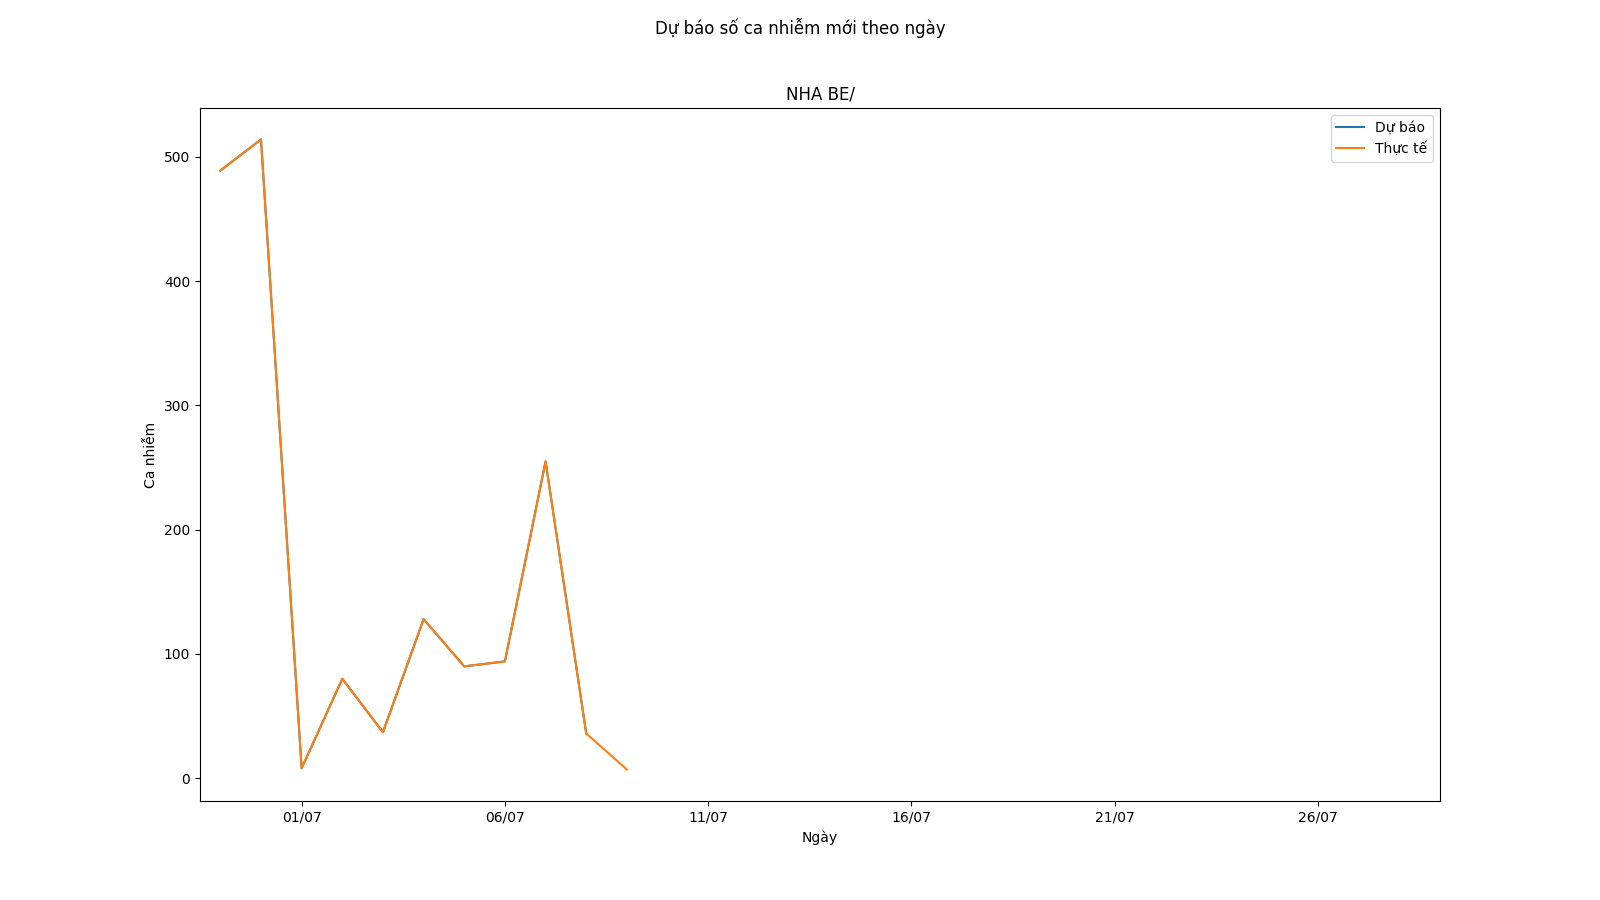 Dự báo số ca nhiễm mới theo ngày
NHA BE/
Dự báo
Thực tế
500
400
300
200
100
0
Ca nhiễm
01/07
06/07
11/07
16/07
21/07
26/07
Ngày